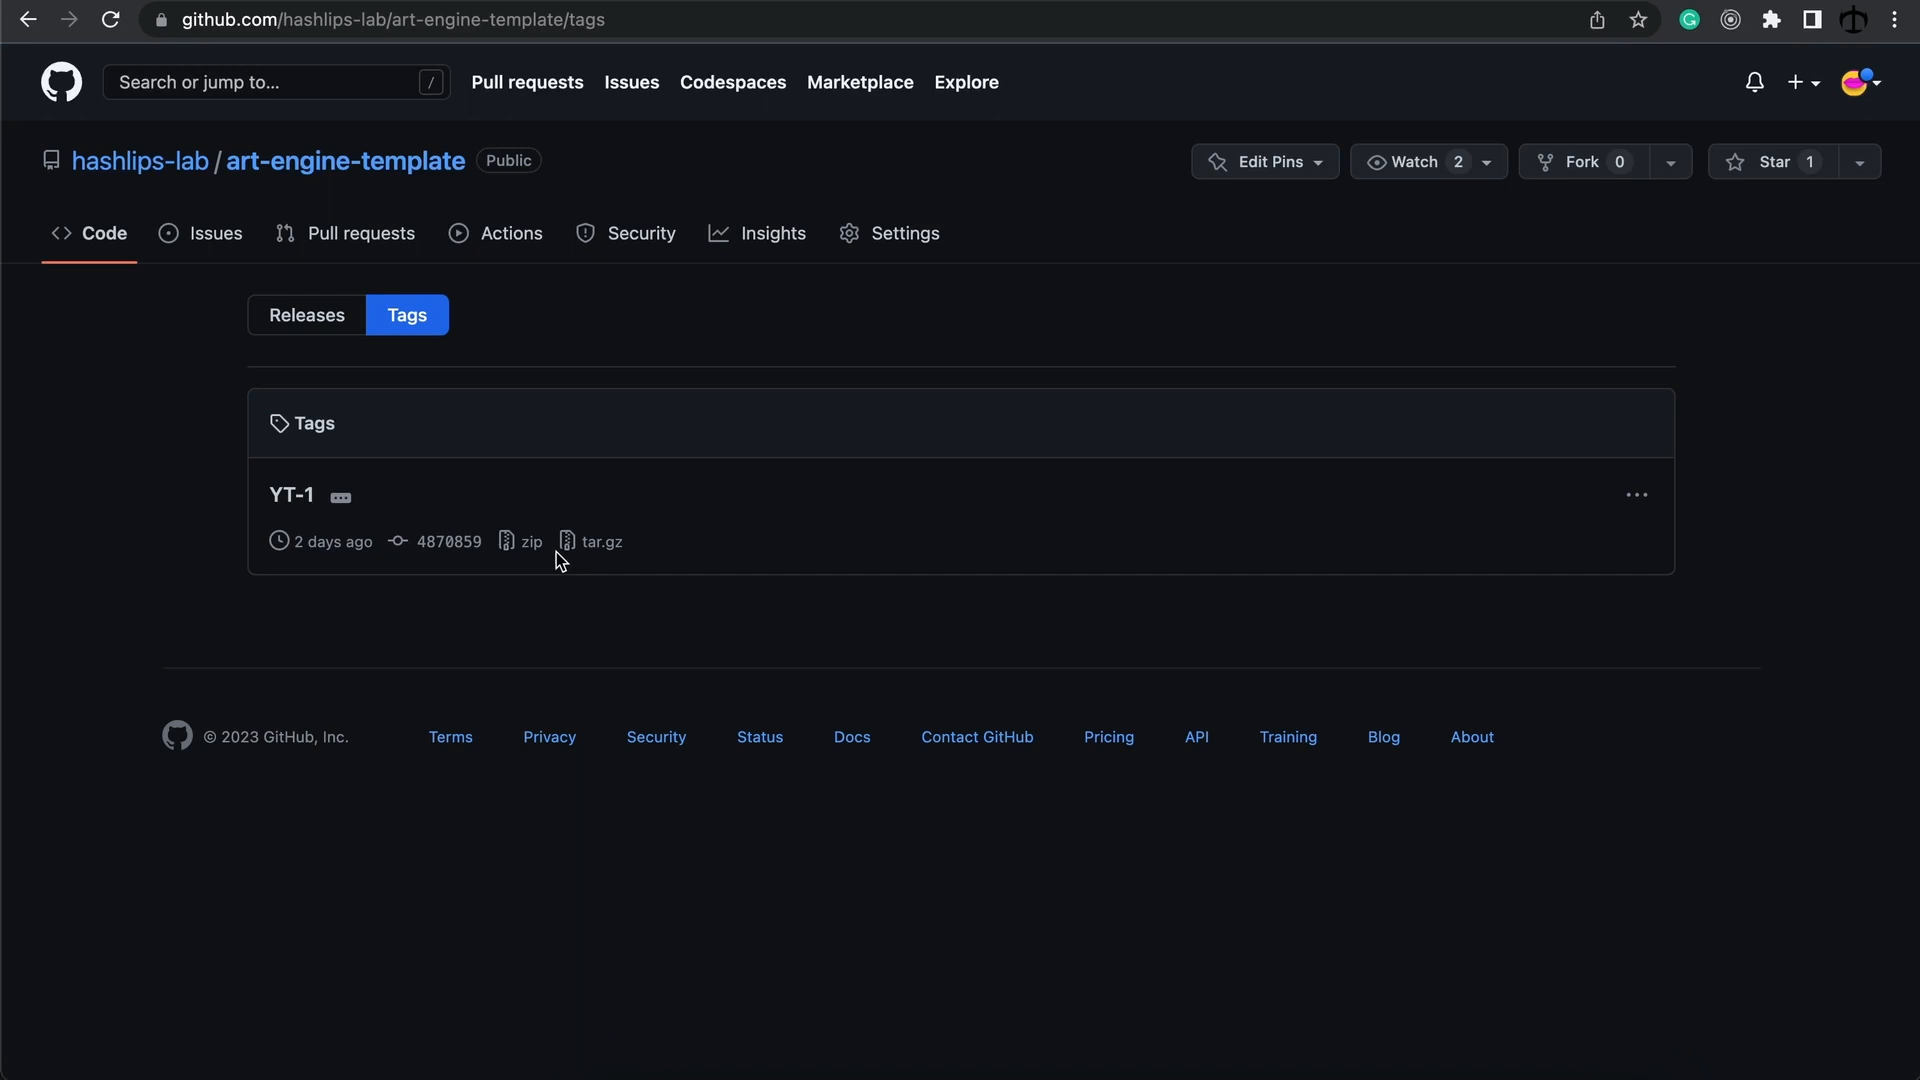 github.com/hashlips-lab/art-engine-template/tags
Search or jump to... /
Pull requests Issues Codespaces Marketplace Explore
hashlips-lab / art-engine-template Public
Edit Pins Watch 2 Fork 0 Star 1
Code Issues Pull requests Actions Security Insights Settings
Releases Tags
Tags
YT-1
2 days ago 4870859 zip tar.gz
© 2023 GitHub, Inc. Terms Privacy Security Status Docs Contact GitHub Pricing API Training Blog About